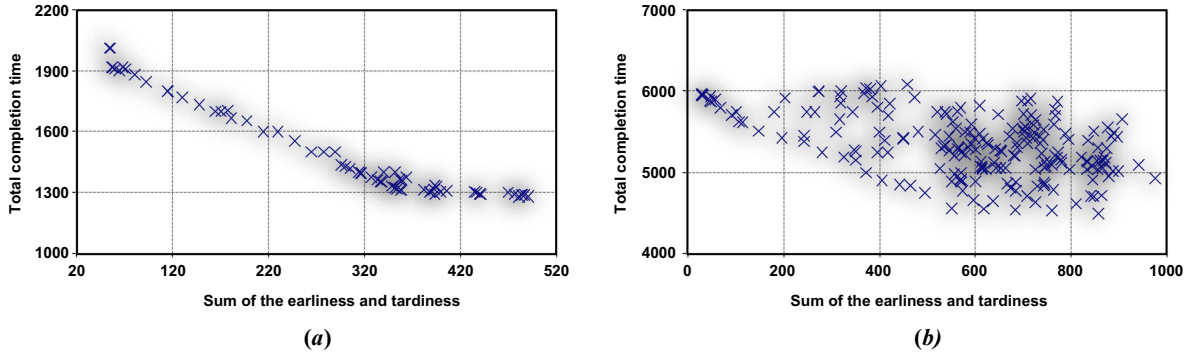 2200
1900
1600
1300
1000
20 120 220 320 420 520
Total completion time
Sum of the earliness and tardiness
(a)
7000
6000
5000
4000
0 200 400 600 800 1000
Total completion time
Sum of the earliness and tardiness
(b)